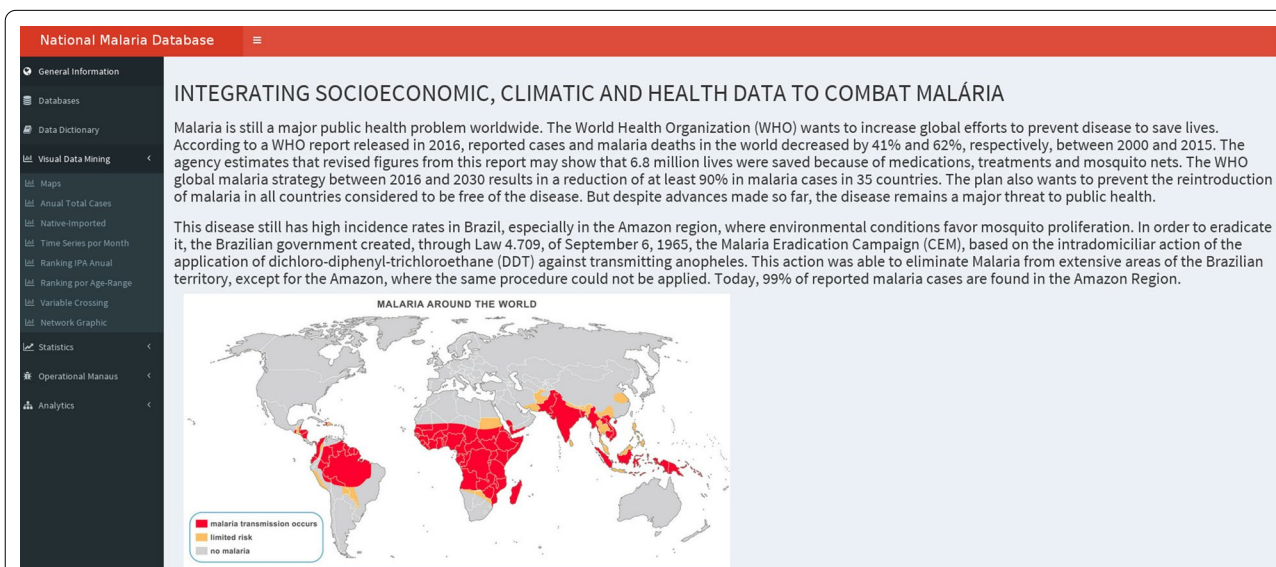 National Malaria Database
General Information
Databases
Data Dictionary
Visual Data Mining
Maps
Anual Total Cases
Native-Imported
Time Series por Month
Ranking IPA Anual
Ranking por Age-Range
Variable Crossing
Network Graphic
Statistics
Operational Manaus
Analytics
INTEGRATING SOCIOECONOMIC, CLIMATIC AND HEALTH DATA TO COMBAT MALÁRIA
Malaria is still a major public health problem worldwide. The World Health Organization (WHO) wants to increase global efforts to prevent disease to save lives.
According to a WHO report released in 2016, reported cases and malaria deaths in the world decreased by 41% and 62%, respectively, between 2000 and 2015. The
agency estimates that revised figures from this report may show that 6.8 million lives were saved because of medications, treatments and mosquito nets. The WHO
global malaria strategy between 2016 and 2030 results in a reduction of at least 90% in malaria cases in 35 countries. The plan also wants to prevent the reintroduction
of malaria in all countries considered to be free of the disease. But despite advances made so far, the disease remains a major threat to public health.
This disease still has high incidence rates in Brazil, especially in the Amazon region, where environmental conditions favor mosquito proliferation. In order to eradicate
it, the Brazilian government created, through Law 4.709, of September 6, 1965, the Malaria Eradication Campaign (CEM), based on the intradomiciliar action of the
application of dichloro-diphenyl-trichloroethane (DDT) against transmitting anopheles. This action was able to eliminate Malaria from extensive areas of the Brazilian
territory, except for the Amazon, where the same procedure could not be applied. Today, 99% of reported malaria cases are found in the Amazon Region.
MALARIA AROUND THE WORLD
malaria transmission occurs
limited risk
no malaria